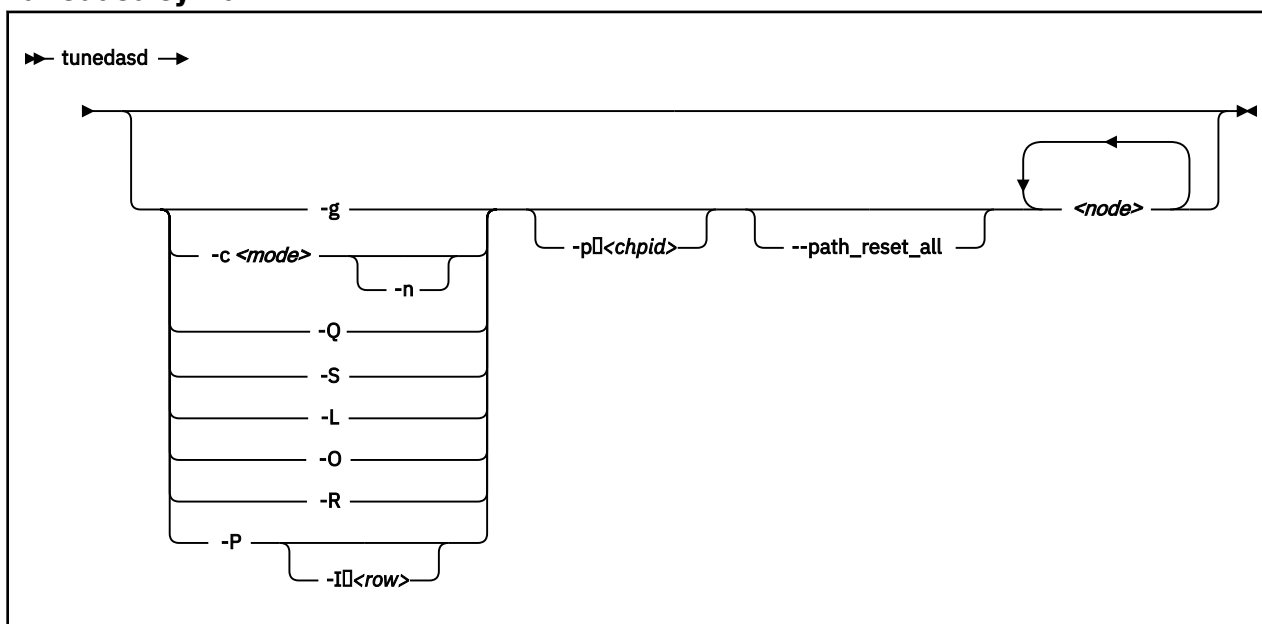 tunedasd
-g
-c <mode>
-n
-Q
-S
-L
-O
-R
-P
-I▯<row>
-p▯<chpid>
--path_reset_all
<node>